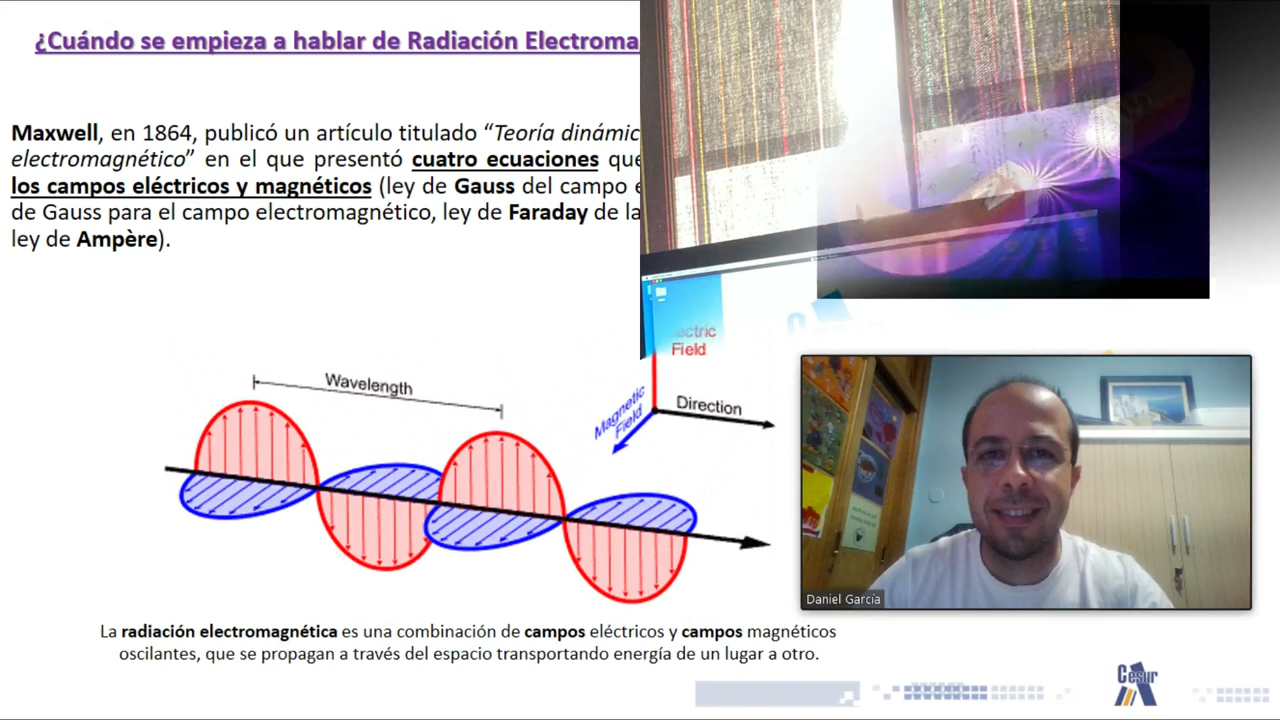 ¿Cuándo se empieza a hablar de Radiación Electroma
Maxwell, en 1864, publicó un artículo titulado “Teoría dinámic
electromagnético” en el que presentó cuatro ecuaciones que
los campos eléctricos y magnéticos (ley de Gauss del campo e
de Gauss para el campo electromagnético, ley de Faraday de la
ley de Ampère).
Wavelength
ectric
Field
Magnetic
Field
Direction
Daniel García
La radiación electromagnética es una combinación de campos eléctricos y campos magnéticos
oscilantes, que se propagan a través del espacio transportando energía de un lugar a otro.
Cesur